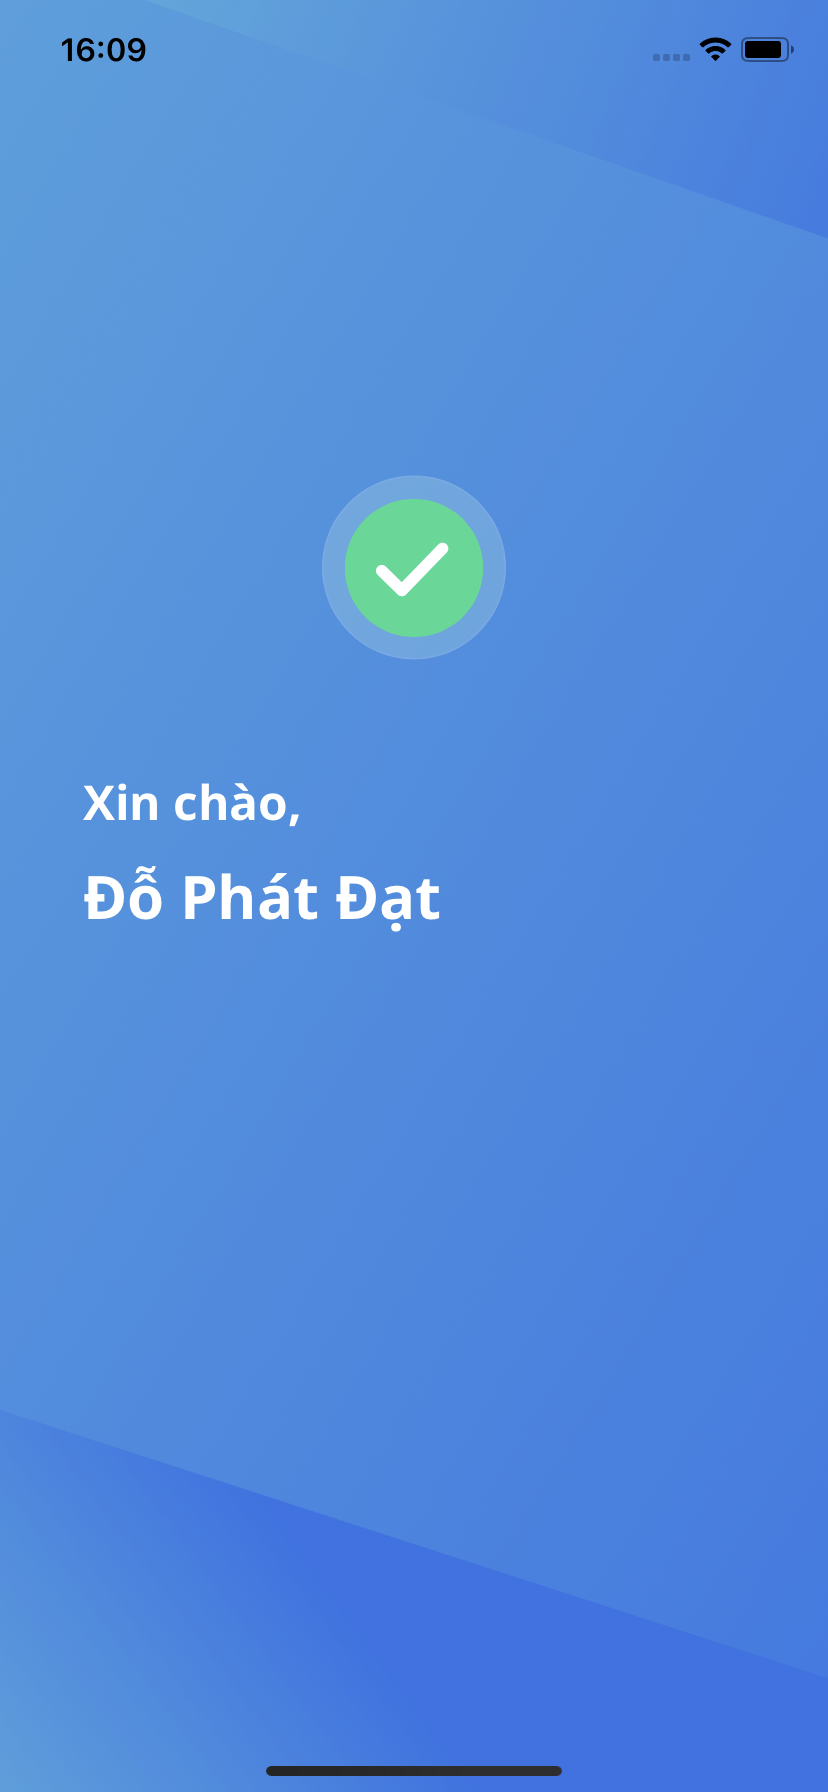 16:09
Xin chào,
Đỗ Phát Đạt